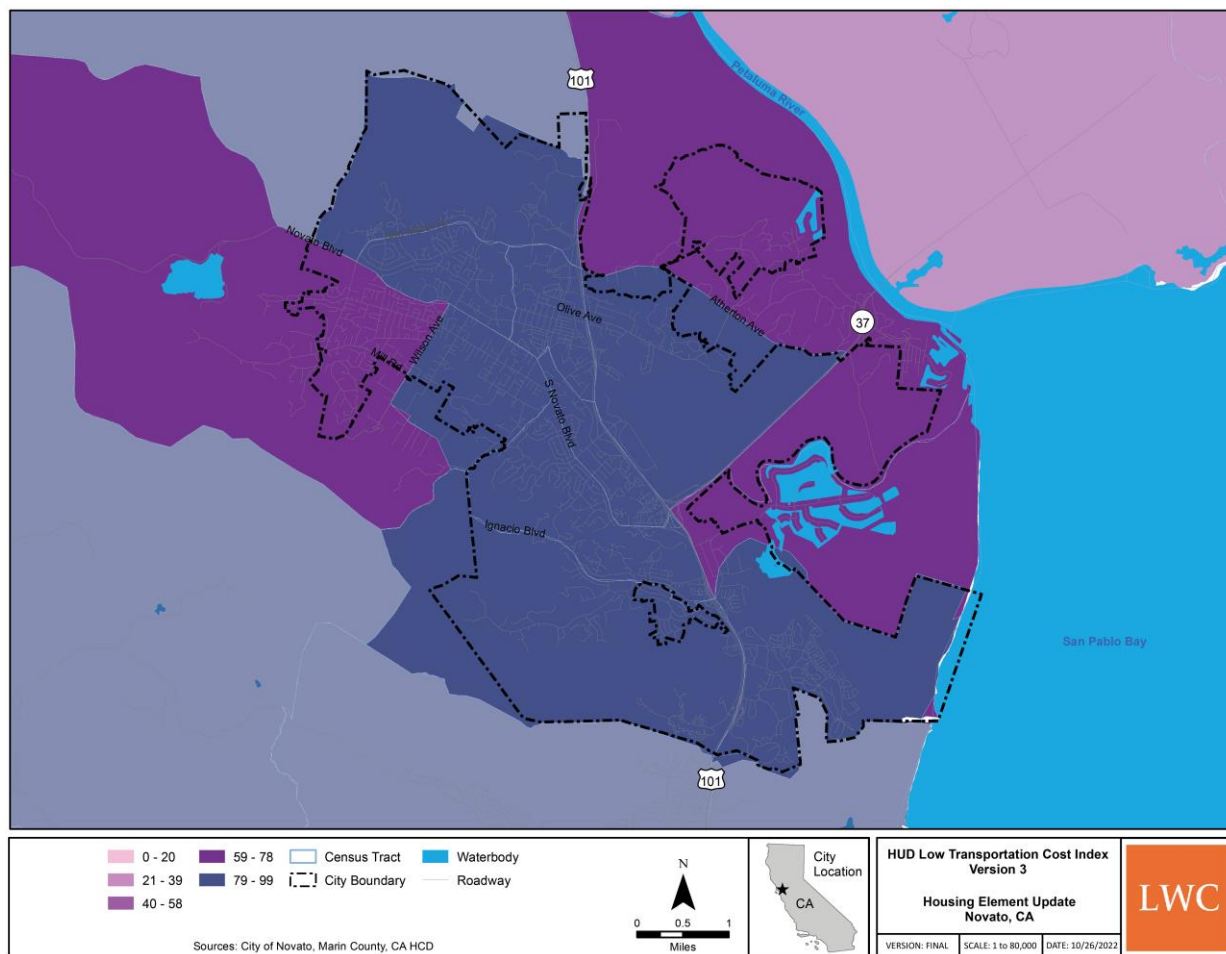 101
Petaluma River
Novato Blvd
Olive Ave
Atherton Ave
37
Wilson Ave
Mill Rd
S Novato Blvd
Ignacio Blvd
San Pablo Bay
101
0 - 20
21 - 39
40 - 58
59 - 78
79 - 99
Census Tract
City Boundary
Waterbody
Roadway
Sources: City of Novato, Marin County, CA HCD
N
0 0.5 1
Miles
City
Location
CA
HUD Low Transportation Cost Index
Version 3
Housing Element Update
Novato, CA
VERSION: FINAL
SCALE: 1 to 80,000
DATE: 10/26/2022
LWC